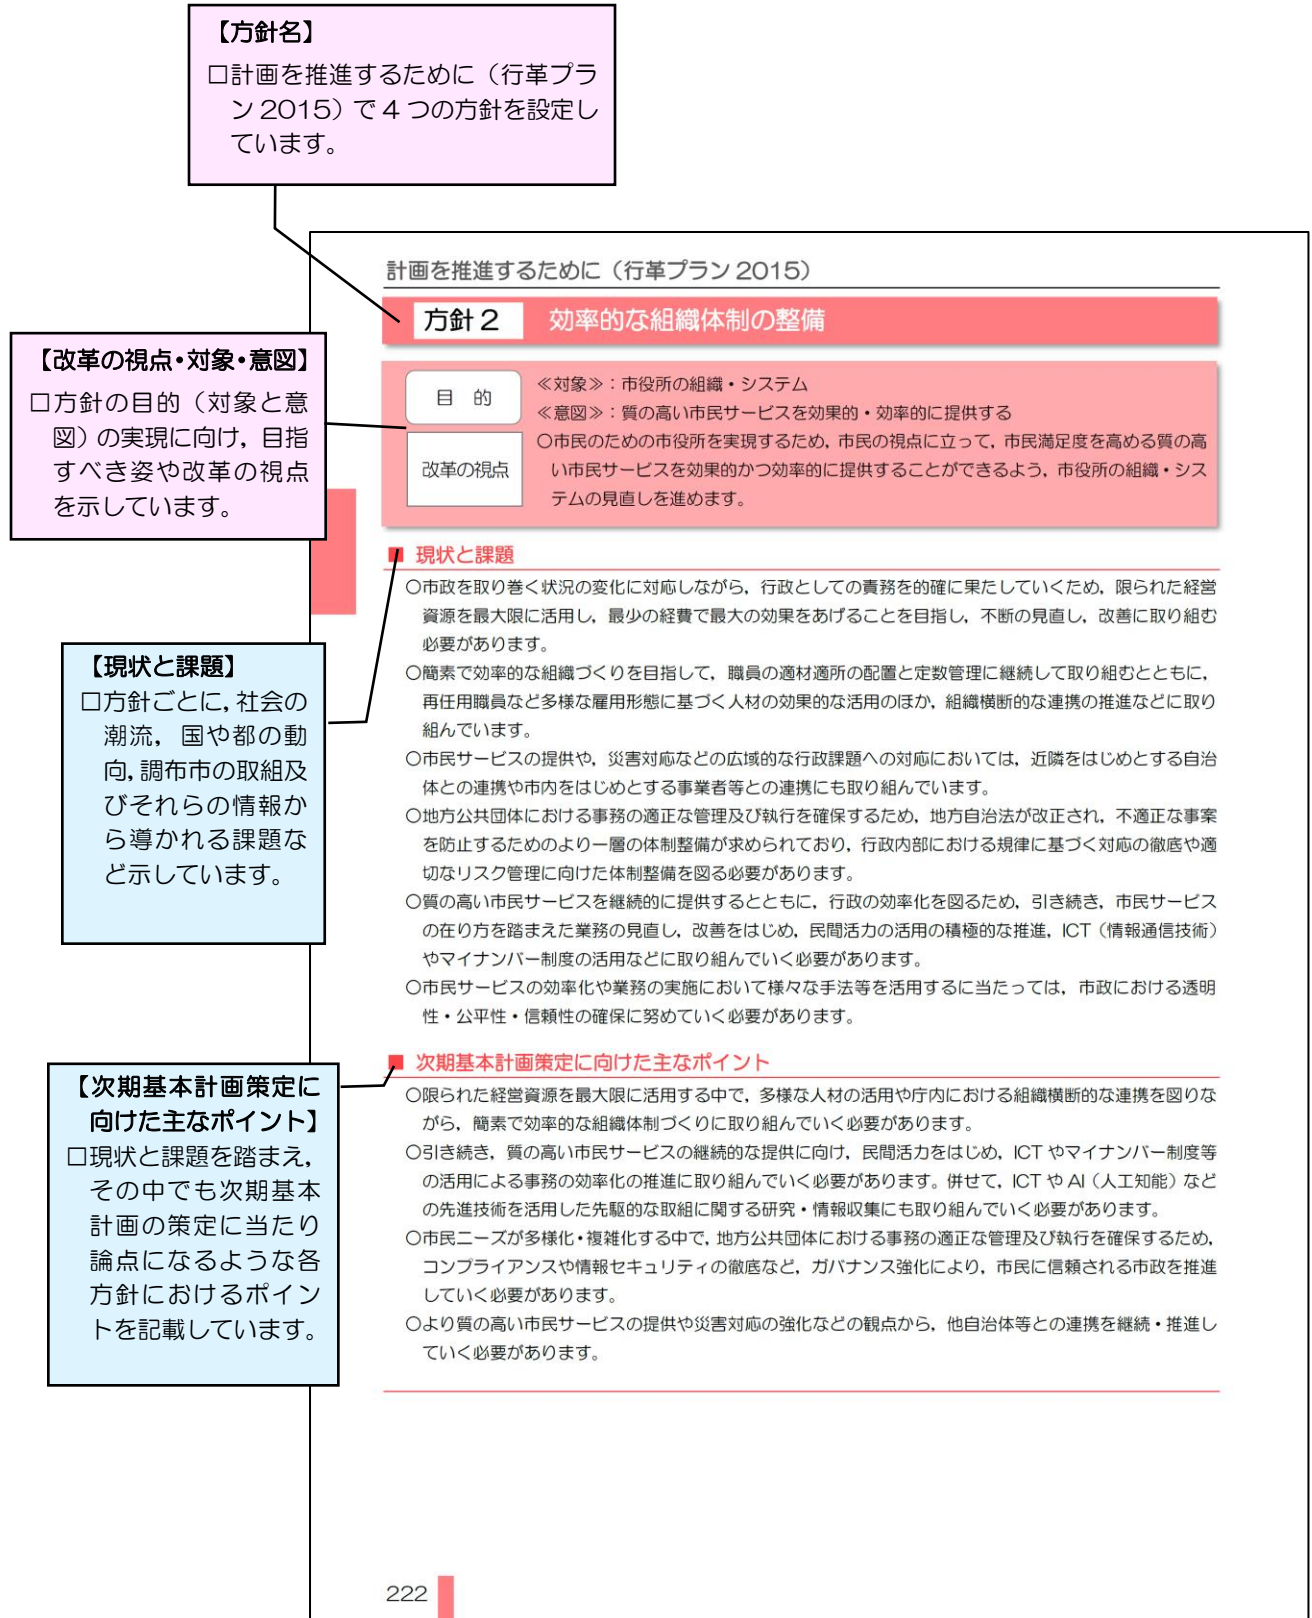 【方針名】
□計画を推進するために（行革プラ
ン2015）で4つの方針を設定し
ています。
計画を推進するために（行革プラン2015）
方針2　効率的な組織体制の整備
【改革の視点・対象・意図】
□方針の目的（対象と意
図）の実現に向け，目指
すべき姿や改革の視点
を示しています。
目　的
≪対象≫：市役所の組織・システム
≪意図≫：質の高い市民サービスを効果的・効率的に提供する
改革の視点
○市民のための市役所を実現するため，市民の視点に立って，市民満足度を高める質の高
い市民サービスを効果的かつ効率的に提供することができるよう，市役所の組織・シス
テムの見直しを進めます。
■ 現状と課題
○市政を取り巻く状況の変化に対応しながら，行政としての責務を的確に果たしていくため，限られた経営
資源を最大限に活用し，最少の経費で最大の効果をあげることを目指し，不断の見直し，改善に取り組む
必要があります。
○簡素で効率的な組織づくりを目指して，職員の適材適所の配置と定数管理に継続して取り組むとともに，
再任用職員など多様な雇用形態に基づく人材の効果的な活用のほか，組織横断的な連携の推進などに取り
組んでいます。
○市民サービスの提供や，災害対応などの広域的な行政課題への対応においては，近隣をはじめとする自治
体との連携や市内をはじめとする事業者等との連携にも取り組んでいます。
○地方公共団体における事務の適正な管理及び執行を確保するため，地方自治法が改正され，不適正な事案
を防止するためのより一層の体制整備が求められており，行政内部における規律に基づく対応の徹底や適
切なリスク管理に向けた体制整備を図る必要があります。
○質の高い市民サービスを継続的に提供するとともに，行政の効率化を図るため，引き続き，市民サービス
の在り方を踏まえた業務の見直し，改善をはじめ，民間活力の活用の積極的な推進，ICT（情報通信技術）
やマイナンバー制度の活用などに取り組んでいく必要があります。
○市民サービスの効率化や業務の実施において様々な手法等を活用するに当たっては，市政における透明
性・公平性・信頼性の確保に努めていく必要があります。
【現状と課題】
□方針ごとに，社会の
潮流，国や都の動
向，調布市の取組及
びそれらの情報か
ら導かれる課題な
ど示しています。
■ 次期基本計画策定に向けた主なポイント
○限られた経営資源を最大限に活用する中で，多様な人材の活用や庁内における組織横断的な連携を図りな
がら，簡素で効率的な組織体制づくりに取り組んでいく必要があります。
○引き続き，質の高い市民サービスの継続的な提供に向け，民間活力をはじめ，ICTやマイナンバー制度等
の活用による事務の効率化の推進に取り組んでいく必要があります。併せて，ICTやAI（人工知能）など
の先進技術を活用した先駆的な取組に関する研究・情報収集にも取り組んでいく必要があります。
○市民ニーズが多様化・複雑化する中で，地方公共団体における事務の適正な管理及び執行を確保するため，
コンプライアンスや情報セキュリティの徹底など，ガバナンス強化により，市民に信頼される市政を推進
していく必要があります。
○より質の高い市民サービスの提供や災害対応の強化などの観点から，他自治体等との連携を継続・推進し
ていく必要があります。
【次期基本計画策定に
向けた主なポイント】
□現状と課題を踏まえ，
その中でも次期基本
計画の策定に当たり
論点になるような各
方針におけるポイン
トを記載しています。
222